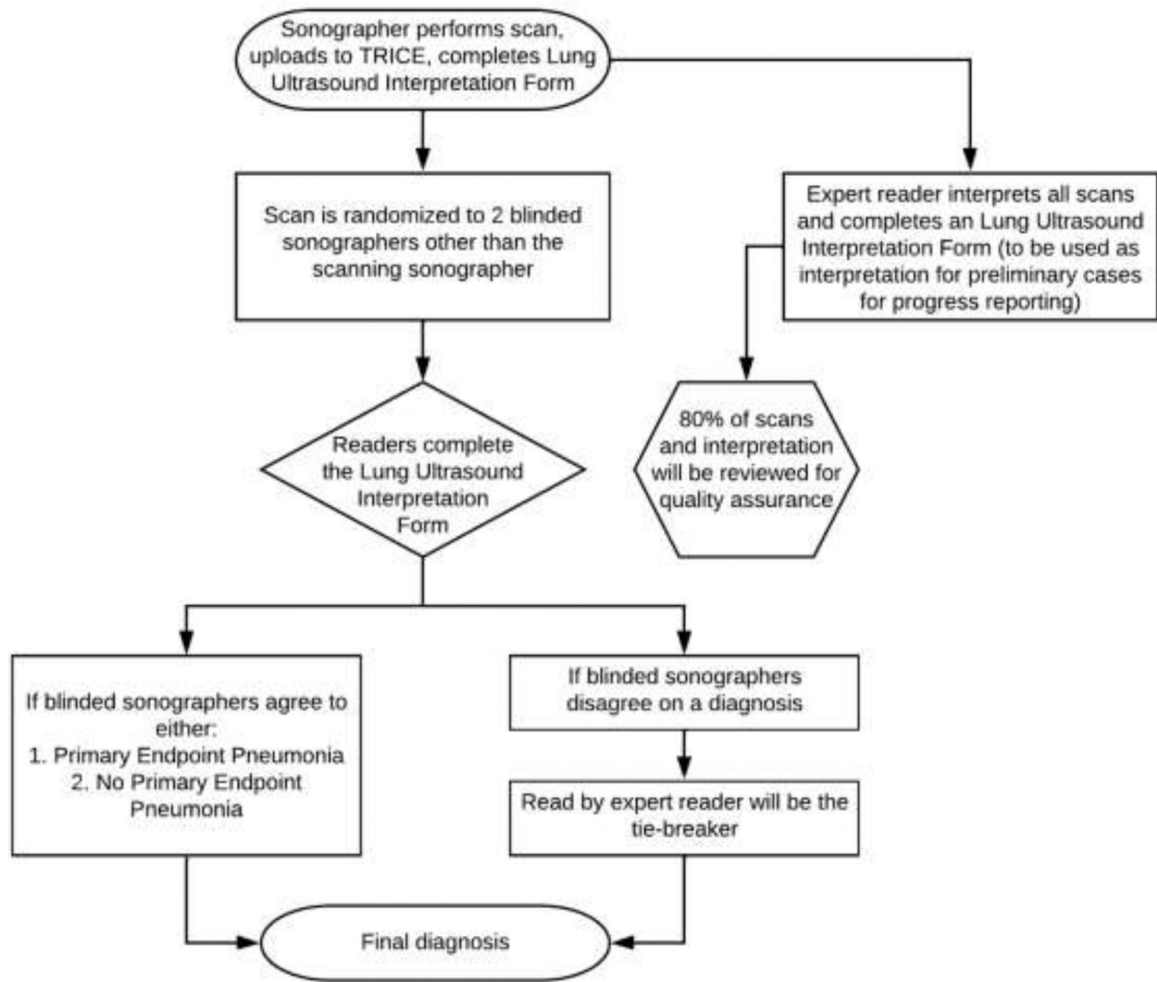 Sonographer performs scan,
uploads to TRICE, completes Lung
Ultrasound Interpretation Form
Scan is randomized to 2 blinded
sonographers other than the
scanning sonographer
Expert reader interprets all scans
and completes an Lung Ultrasound
Interpretation Form (to be used as
interpretation for preliminary cases
for progress reporting)
Readers complete
the Lung Ultrasound
Interpretation
Form
80% of scans
and interpretation
will be reviewed for
quality assurance
If blinded sonographers agree to
either:
1. Primary Endpoint Pneumonia
2. No Primary Endpoint
Pneumonia
If blinded sonographers
disagree on a diagnosis
Read by expert reader will be the
tie-breaker
Final diagnosis